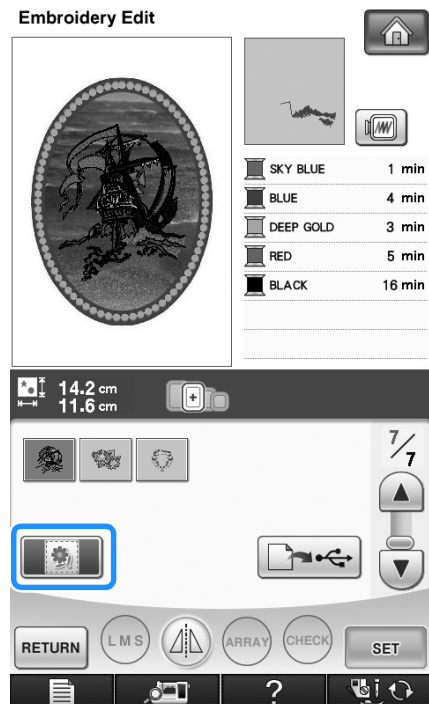 Embroidery Edit
SKY BLUE 1 min
BLUE 4 min
DEEP GOLD 3 min
RED 5 min
BLACK 16 min
14.2 cm
11.6 cm
7/7
RETURN
L M S
ARRAY
CHECK
SET
?